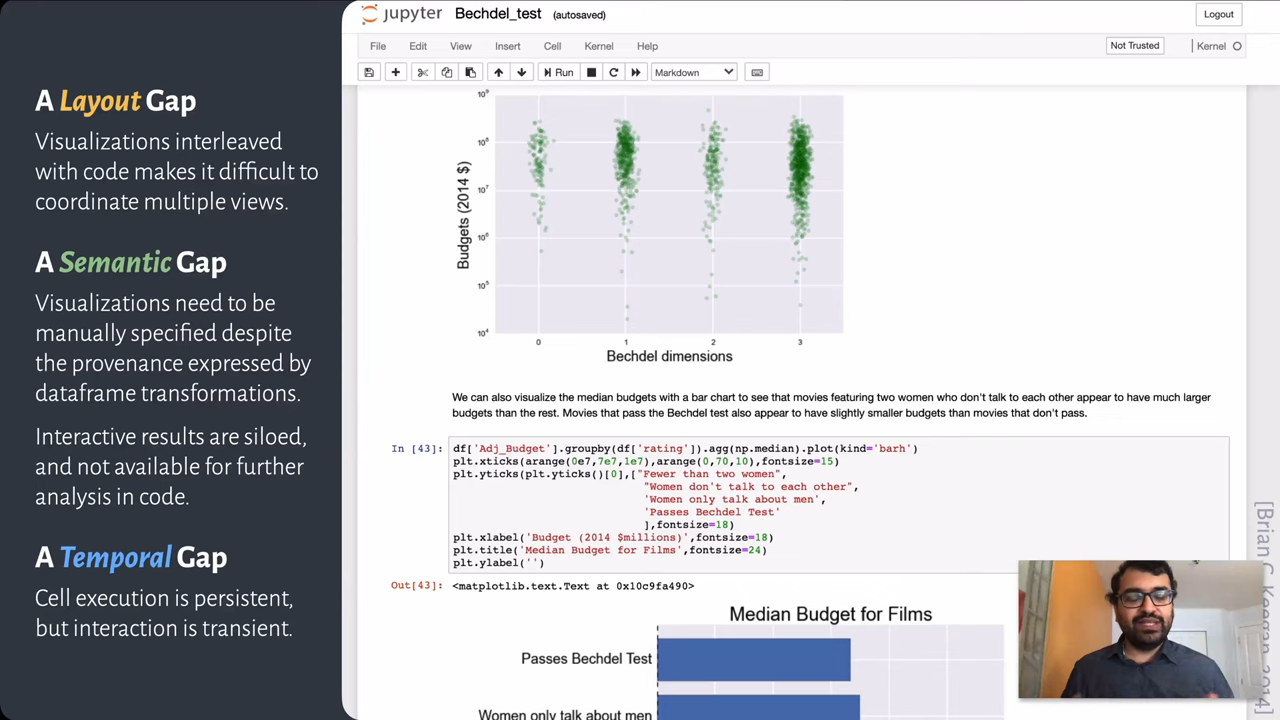 A Layout Gap
Visualizations interleaved
with code makes it difficult to
coordinate multiple views.
A Semantic Gap
Visualizations need to be
manually specified despite
the provenance expressed by
dataframe transformations.
Interactive results are siloed,
and not available for further
analysis in code.
A Temporal Gap
Cell execution is persistent,
but interaction is transient.
jupyter Bechdel_test (autosaved)
Logout
File Edit View Insert Cell Kernel Help
Not Trusted
Kernel
Run
Markdown
10⁹
10⁸
10⁷
10⁶
10⁵
10⁴
Budgets (2014 $)
0 1 2 3
Bechdel dimensions
We can also visualize the median budgets with a bar chart to see that movies featuring two women who don't talk to each other appear to have much larger
budgets than the rest. Movies that pass the Bechdel test also appear to have slightly smaller budgets than movies that don't pass.
In [43]:
df['Adj_Budget'].groupby(df['rating']).agg(np.median).plot(kind='barh')
plt.xticks(arange(0e7,7e7,1e7),arange(0,70,10),fontsize=15)
plt.yticks(plt.yticks()[0],["Fewer than two women",
"Women don't talk to each other",
'Women only talk about men',
'Passes Bechdel Test'
],fontsize=18)
plt.xlabel('Budget (2014 $millions)',fontsize=18)
plt.title('Median Budget for Films',fontsize=24)
plt.ylabel('')
Out[43]: <matplotlib.text.Text at 0x10c9fa490>
Median Budget for Films
Passes Bechdel Test
Women only talk about men
[Brian C. 2014]